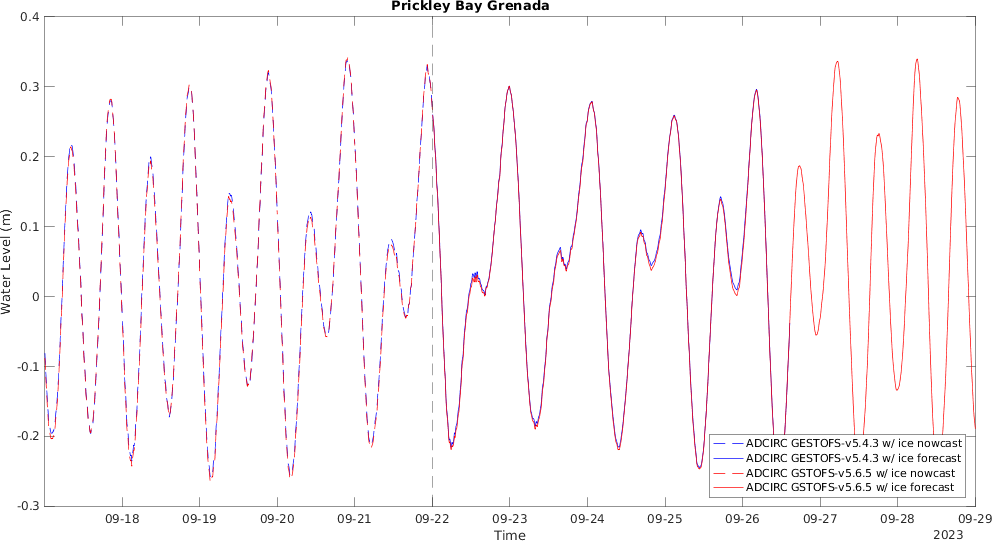 Prickley Bay Grenada
0.4
0.3
0.2
0.1
0
-0.1
-0.2
-0.3
Water Level (m)
ADCIRC GESTOFS-v5.4.3 w/ ice nowcast
ADCIRC GESTOFS-v5.4.3 w/ ice forecast
ADCIRC GSTOFS-v5.6.5 w/ ice nowcast
ADCIRC GSTOFS-v5.6.5 w/ ice forecast
09-18 09-19 09-20 09-21 09-22 09-23 09-24 09-25 09-26 09-27 09-28 09-29
Time
2023